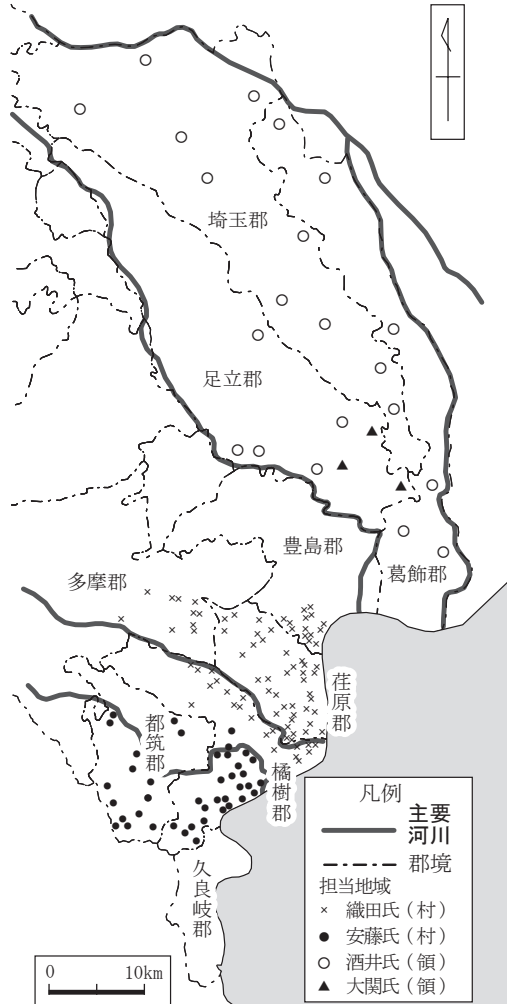 埼玉郡
足立郡
豊島郡
葛飾郡
多摩郡
荏原郡
都筑郡
橘樹郡
久良岐郡
凡例
主要河川
郡境
担当地域
× 織田氏(村)
● 安藤氏(村)
○ 酒井氏(領)
▲ 大関氏(領)
0 10km